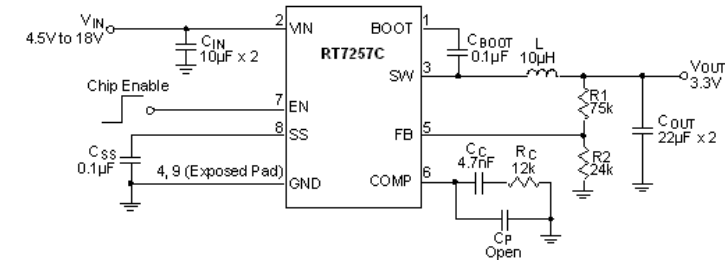 VIN
4.5V to 18V
CIN
10µF x 2
2
VIN
BOOT
1
RT7257C
CBOOT
0.1µF
L
10µH
SW
3
VOUT
3.3V
Chip Enable
7
EN
R1
75k
COUT
22µF x 2
8
SS
FB
5
CSS
0.1µF
R2
24k
4, 9 (Exposed Pad)
GND
COMP
6
CC
4.7nF
RC
12k
CP
Open